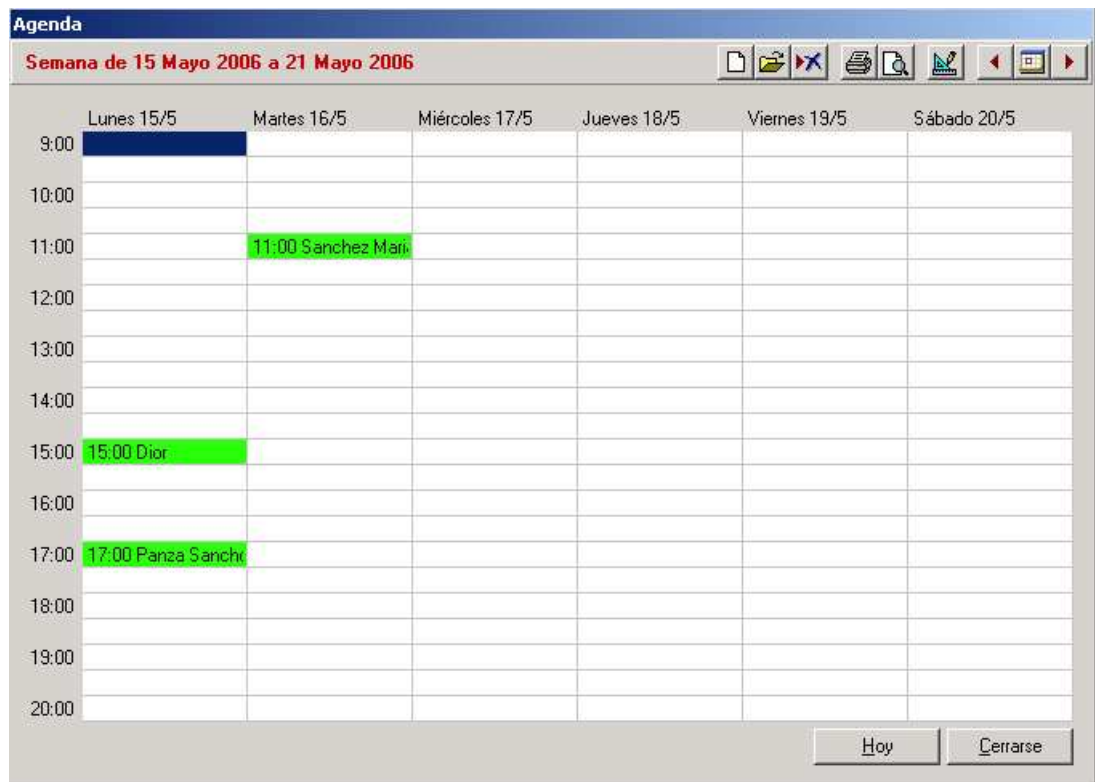 Agenda
Semana de 15 Mayo 2006 a 21 Mayo 2006
Lunes 15/5 Martes 16/5 Miércoles 17/5 Jueves 18/5 Viernes 19/5 Sábado 20/5
9:00
10:00
11:00 11:00 Sanchez Mari
12:00
13:00
14:00
15:00 15:00 Dior
16:00
17:00 17:00 Panza Sancho
18:00
19:00
20:00
Hoy Cerrarse